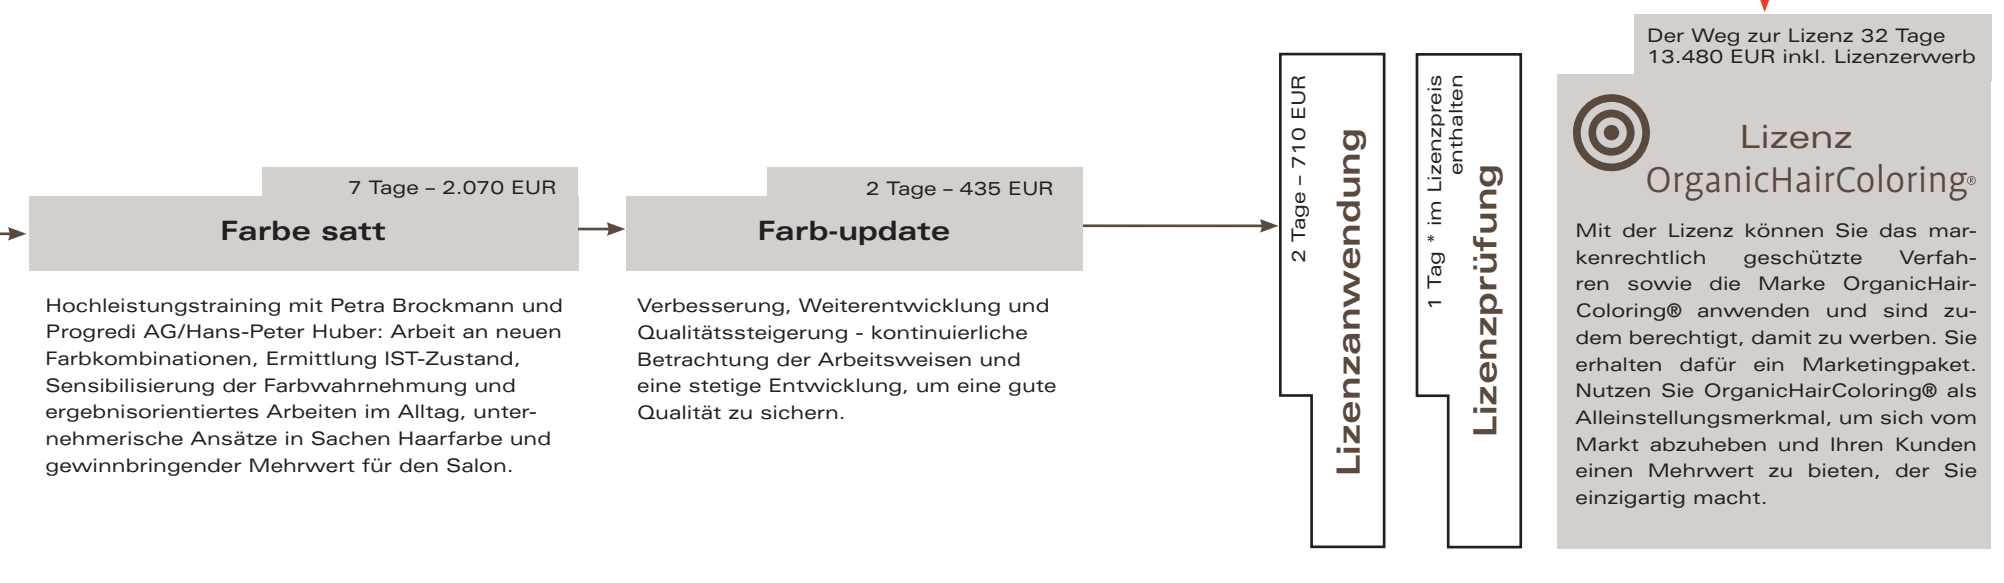 7 Tage – 2.070 EUR
Farbe satt
Hochleistungstraining mit Petra Brockmann und
Progredi AG/Hans-Peter Huber: Arbeit an neuen
Farbkombinationen, Ermittlung IST-Zustand,
Sensibilisierung der Farbwahrnehmung und
ergebnisorientiertes Arbeiten im Alltag, unter-
nehmerische Ansätze in Sachen Haarfarbe und
gewinnbringender Mehrwert für den Salon.
2 Tage – 435 EUR
Farb-update
Verbesserung, Weiterentwicklung und
Qualitätssteigerung - kontinuierliche
Betrachtung der Arbeitsweisen und
eine stetige Entwicklung, um eine gute
Qualität zu sichern.
2 Tage – 710 EUR
Lizenzanwendung
1 Tag * im Lizenzpreis
enthalten
Lizenzprüfung
Der Weg zur Lizenz 32 Tage
13.480 EUR inkl. Lizenzerwerb
Lizenz
OrganicHairColoring®
Mit der Lizenz können Sie das mar-
kenrechtlich geschützte Verfah-
ren sowie die Marke OrganicHair-
Coloring® anwenden und sind zu-
dem berechtigt, damit zu werben. Sie
erhalten dafür ein Marketingpaket.
Nutzen Sie OrganicHairColoring® als
Alleinstellungsmerkmal, um sich vom
Markt abzuheben und Ihren Kunden
einen Mehrwert zu bieten, der Sie
einzigartig macht.